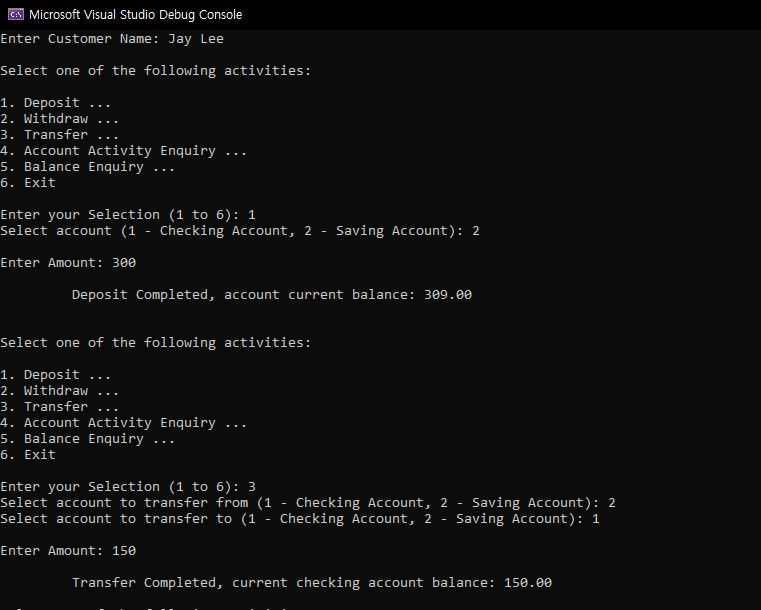 Microsoft Visual Studio Debug Console
Enter Customer Name: Jay Lee
Select one of the following activities:
1. Deposit ...
2. Withdraw ...
3. Transfer ...
4. Account Activity Enquiry ...
5. Balance Enquiry ...
6. Exit
Enter your Selection (1 to 6): 1
Select account (1 - Checking Account, 2 - Saving Account): 2
Enter Amount: 300
Deposit Completed, account current balance: 309.00
Select one of the following activities:
1. Deposit ...
2. Withdraw ...
3. Transfer ...
4. Account Activity Enquiry ...
5. Balance Enquiry ...
6. Exit
Enter your Selection (1 to 6): 3
Select account to transfer from (1 - Checking Account, 2 - Saving Account): 2
Select account to transfer to (1 - Checking Account, 2 - Saving Account): 1
Enter Amount: 150
Transfer Completed, current checking account balance: 150.00